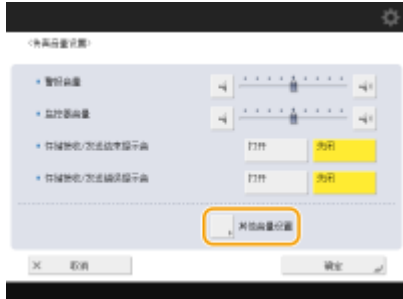 <传真音量设置>
• 警报音量
• 监控器音量
• 存储接收/发送结束提示音 打开 关闭
• 存储接收/发送错误提示音 打开 关闭
其他音量设置
× 取消 确定